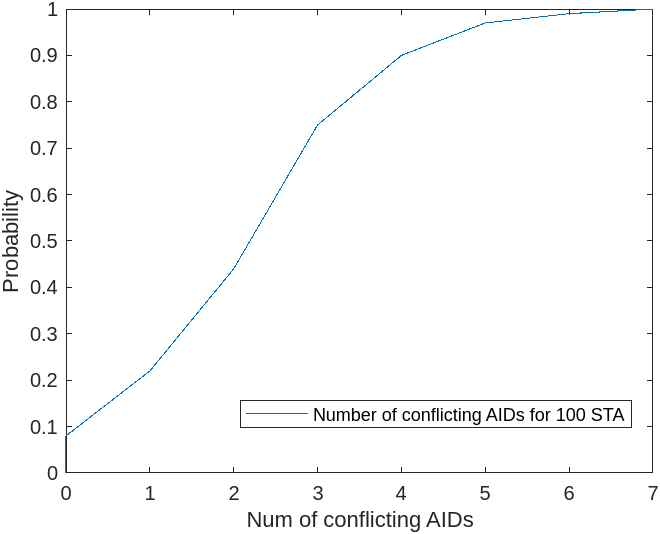 1
0.9
0.8
0.7
0.6
0.5
0.4
0.3
0.2
0.1
0
Probability
Number of conflicting AIDs for 100 STA
0 1 2 3 4 5 6 7
Num of conflicting AIDs